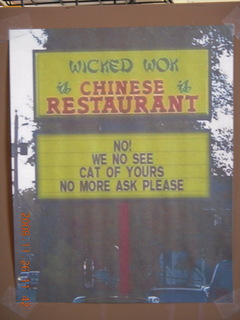 WICKED WOK
CHINESE
RESTAURANT
NO!
WE NO SEE
CAT OF YOURS
NO MORE ASK PLEASE